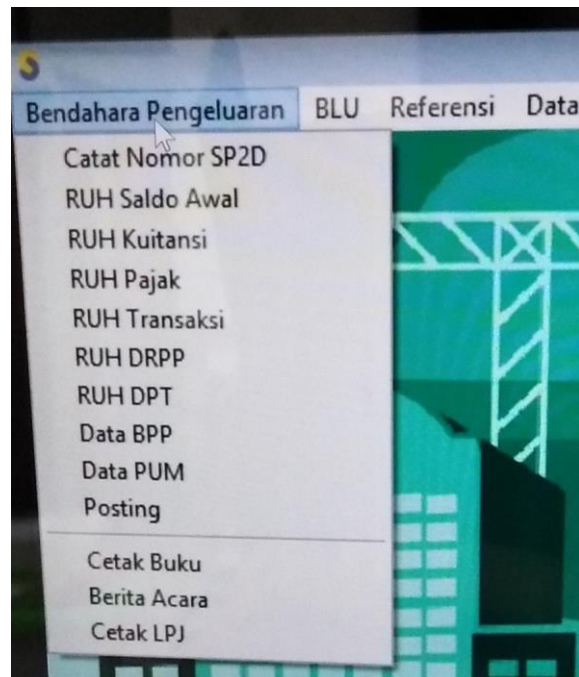 Bendahara Pengeluaran BLU Referensi Data
Catat Nomor SP2D
RUH Saldo Awal
RUH Kuitansi
RUH Pajak
RUH Transaksi
RUH DRPP
RUH DPT
Data BPP
Data PUM
Posting
Cetak Buku
Berita Acara
Cetak LPJ